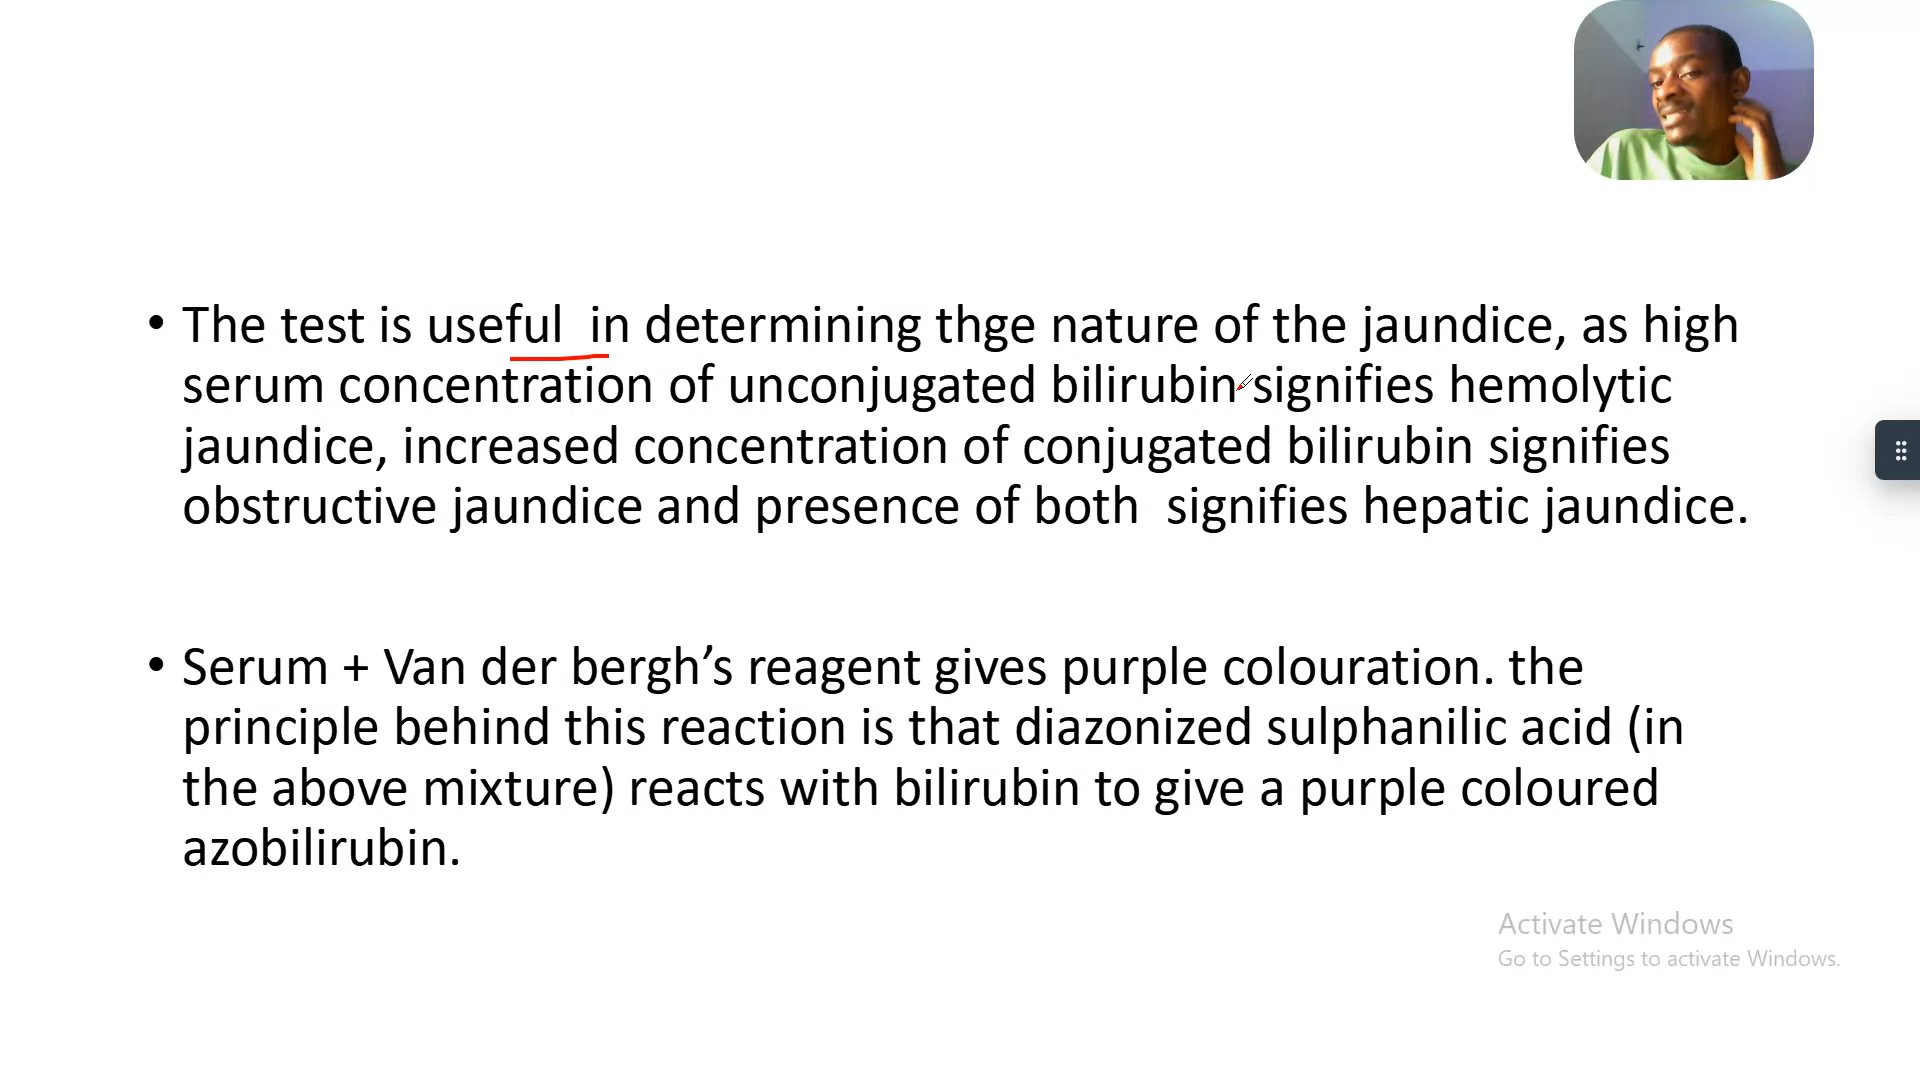 • The test is useful  in determining thge nature of the jaundice, as high
serum concentration of unconjugated bilirubin signifies hemolytic
jaundice, increased concentration of conjugated bilirubin signifies
obstructive jaundice and presence of both  signifies hepatic jaundice.
• Serum + Van der bergh’s reagent gives purple colouration. the
principle behind this reaction is that diazonized sulphanilic acid (in
the above mixture) reacts with bilirubin to give a purple coloured
azobilirubin.
Activate Windows
Go to Settings to activate Windows.